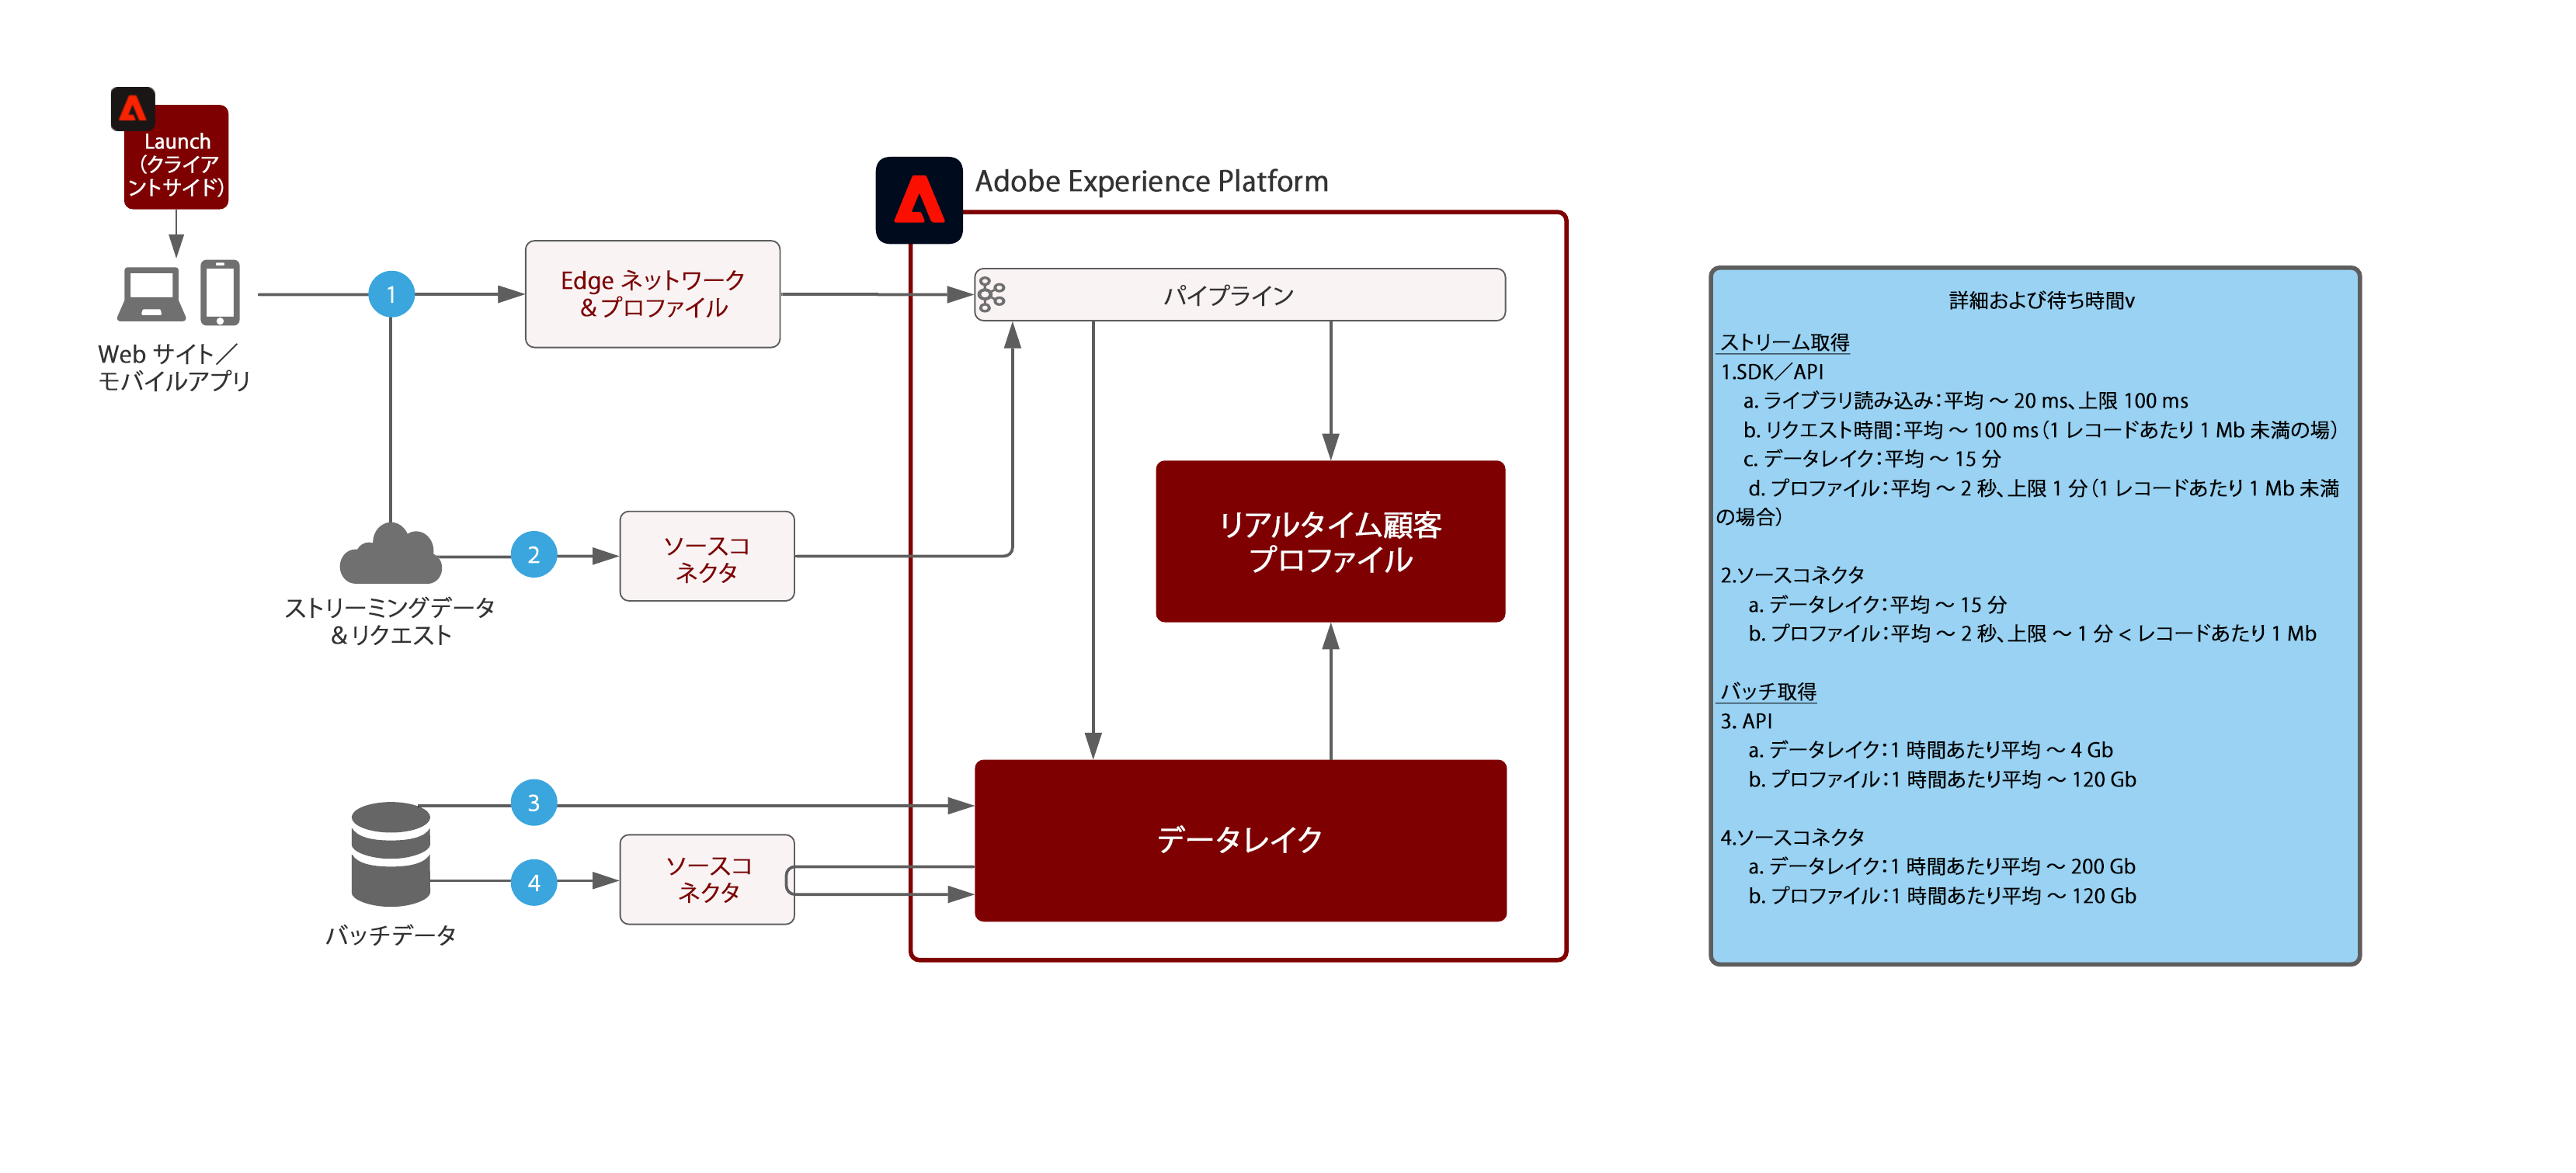 Launch
（クライア
ントサイド）
Adobe Experience Platform
1
Edge ネットワーク
＆プロファイル
パイプライン
Web サイト／
モバイルアプリ
2
ソースコ
ネクタ
ストリーミングデータ
＆リクエスト
リアルタイム顧客
プロファイル
3
データレイク
4
ソースコ
ネクタ
バッチデータ
詳細および待ち時間v
ストリーム取得
1.SDK／API
a. ライブラリ読み込み：平均 ～ 20 ms、上限 100 ms
b. リクエスト時間：平均 ～ 100 ms（1 レコードあたり 1 Mb 未満の場）
c. データレイク：平均 ～ 15 分
d. プロファイル：平均 ～ 2 秒、上限 1 分（1 レコードあたり 1 Mb 未満
の場合）
2.ソースコネクタ
a. データレイク：平均 ～ 15 分
b. プロファイル：平均 ～ 2 秒、上限 ～ 1 分 < レコードあたり 1 Mb
バッチ取得
3. API
a. データレイク：1 時間あたり平均 ～ 4 Gb
b. プロファイル：1 時間あたり平均 ～ 120 Gb
4.ソースコネクタ
a. データレイク：1 時間あたり平均 ～ 200 Gb
b. プロファイル：1 時間あたり平均 ～ 120 Gb